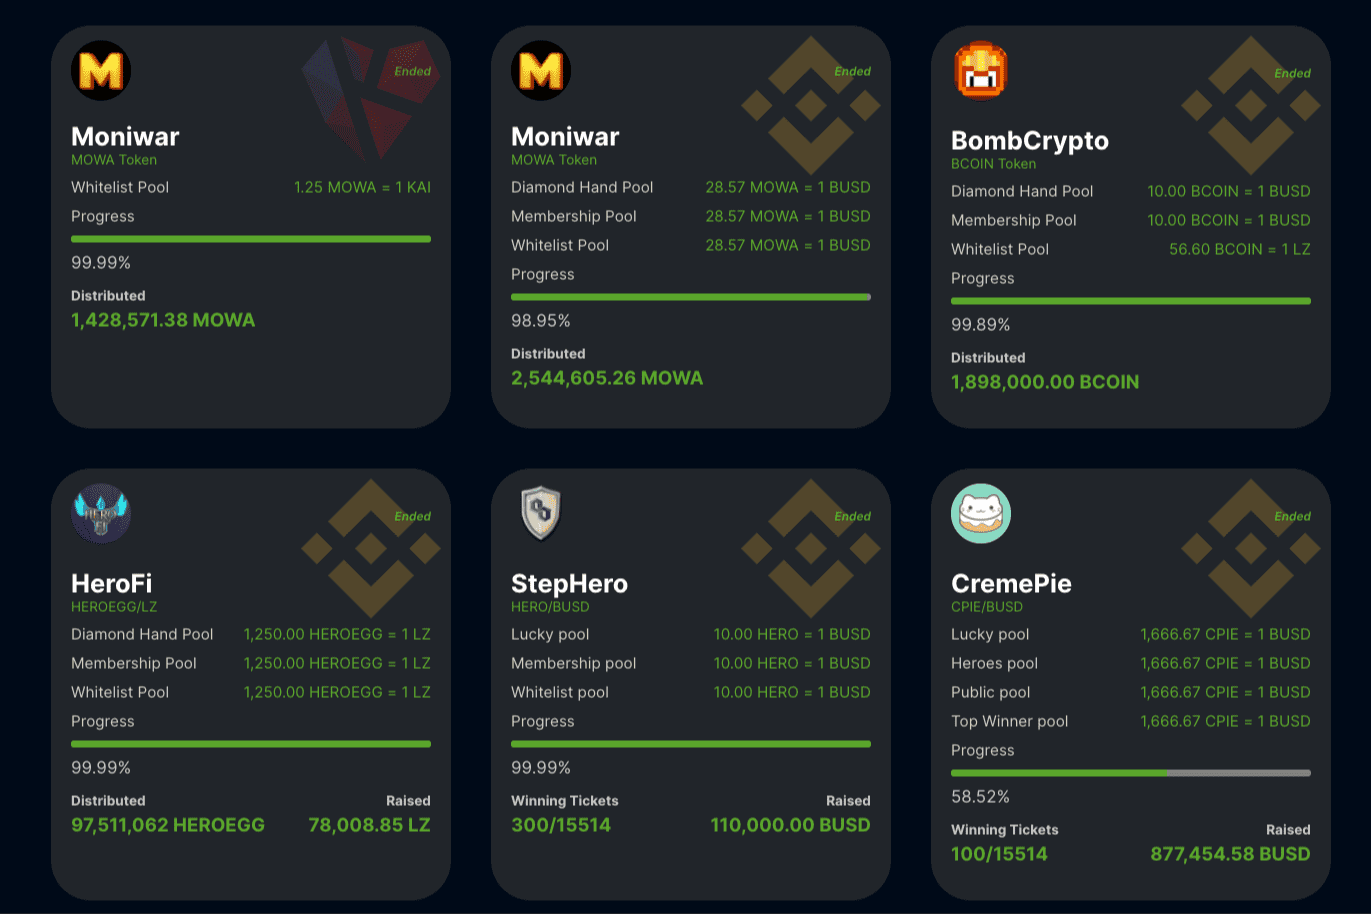 Ended
Moniwar
MOWA Token
Whitelist Pool 1.25 MOWA = 1 KAI
Progress
99.99%
Distributed
1,428,571.38 MOWA
Ended
Moniwar
MOWA Token
Diamond Hand Pool 28.57 MOWA = 1 BUSD
Membership Pool 28.57 MOWA = 1 BUSD
Whitelist Pool 28.57 MOWA = 1 BUSD
Progress
98.95%
Distributed
2,544,605.26 MOWA
Ended
BombCrypto
BCOIN Token
Diamond Hand Pool 10.00 BCOIN = 1 BUSD
Membership Pool 10.00 BCOIN = 1 BUSD
Whitelist Pool 56.60 BCOIN = 1 LZ
Progress
99.89%
Distributed
1,898,000.00 BCOIN
HERO
FI
Ended
HeroFi
HEROEGG/LZ
Diamond Hand Pool 1,250.00 HEROEGG = 1 LZ
Membership Pool 1,250.00 HEROEGG = 1 LZ
Whitelist Pool 1,250.00 HEROEGG = 1 LZ
Progress
99.99%
Distributed Raised
97,511,062 HEROEGG 78,008.85 LZ
Ended
StepHero
HERO/BUSD
Lucky pool 10.00 HERO = 1 BUSD
Membership pool 10.00 HERO = 1 BUSD
Whitelist pool 10.00 HERO = 1 BUSD
Progress
99.99%
Winning Tickets Raised
300/15514 110,000.00 BUSD
Ended
CremePie
CPIE/BUSD
Lucky pool 1,666.67 CPIE = 1 BUSD
Heroes pool 1,666.67 CPIE = 1 BUSD
Public pool 1,666.67 CPIE = 1 BUSD
Top Winner pool 1,666.67 CPIE = 1 BUSD
Progress
58.52%
Winning Tickets Raised
100/15514 877,454.58 BUSD